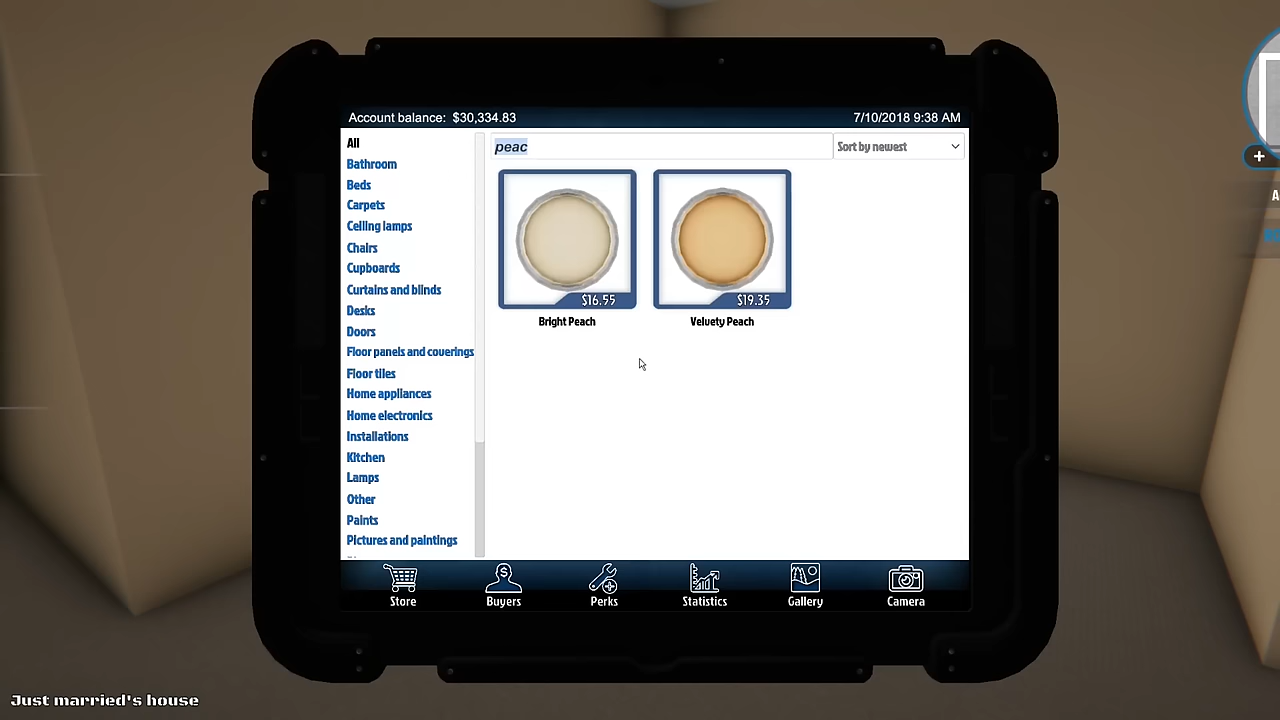 Account balance: $30,334.83
7/10/2018 9:38 AM
All
Bathroom
Beds
Carpets
Ceiling lamps
Chairs
Cupboards
Curtains and blinds
Desks
Doors
Floor panels and coverings
Floor tiles
Home appliances
Home electronics
Installations
Kitchen
Lamps
Other
Paints
Pictures and paintings
peac
Sort by newest
$16.55
$19.35
Bright Peach
Velvety Peach
Store
Buyers
Perks
Statistics
Gallery
Camera
Just married's house